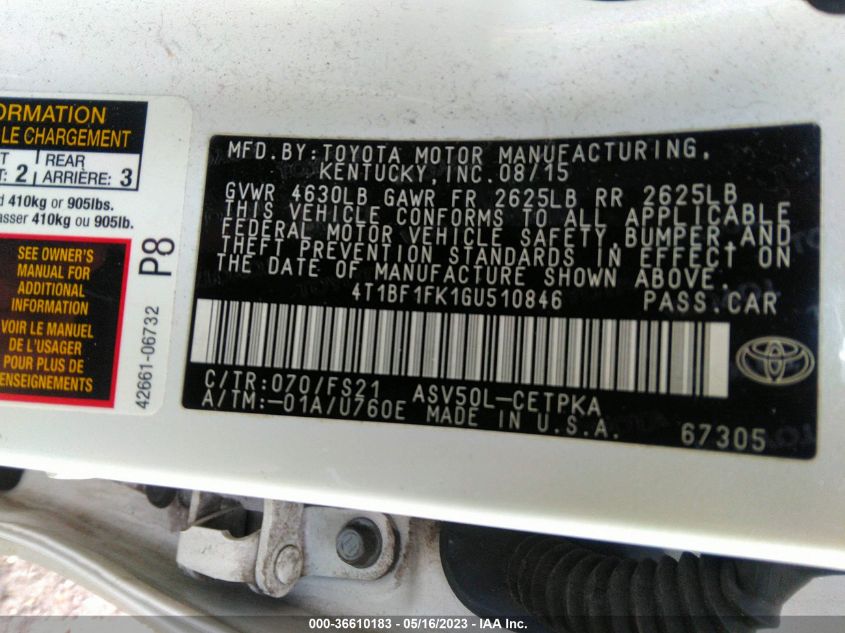 ORMATION
LE CHARGEMENT
T 2 REAR
: 2 ARRIÈRE: 3
d 410kg or 905lbs.
asser 410kg ou 905lb.
SEE OWNER'S
MANUAL FOR
ADDITIONAL
INFORMATION
VOIR LE MANUEL
DE L'USAGER
POUR PLUS DE
RENSEIGNEMENTS
P8
42661-06732
MFD.BY:TOYOTA MOTOR MANUFACTURING,
KENTUCKY, INC. 08/15
GVWR 4630LB GAWR FR 2625LB RR 2625LB
THIS VEHICLE CONFORMS TO ALL APPLICABLE
FEDERAL MOTOR VEHICLE SAFETY, BUMPER, AND
THEFT PREVENTION STANDARDS IN EFFECT ON
THE DATE OF MANUFACTURE SHOWN ABOVE.
4T1BF1FK1GU510846 PASS.CAR
C/TR:070/FS21 ASV50L-CETPKA
A/TM:-01A/U760E MADE IN U.S.A.
67305
000-36610183 - 05/16/2023 - IAA Inc.